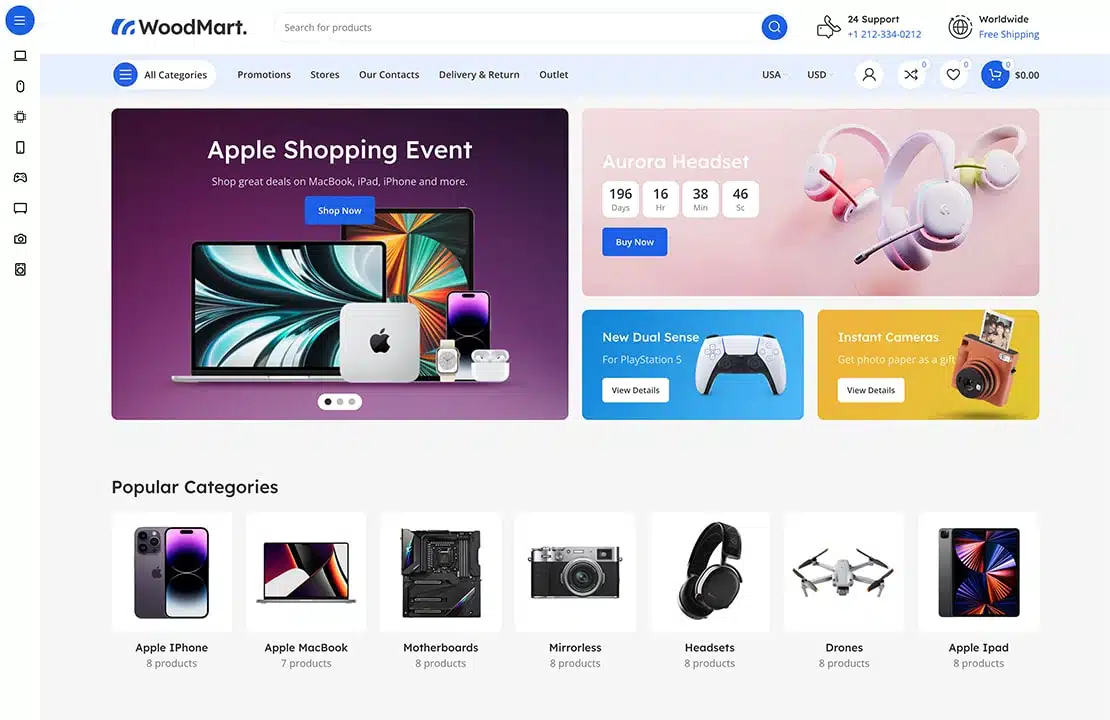 WoodMart.
Search for products
24 Support
+1 212-334-0212
Worldwide
Free Shipping
All Categories
Promotions
Stores
Our Contacts
Delivery & Return
Outlet
USA
USD
0
0
0
$0.00
Apple Shopping Event
Shop great deals on MacBook, iPad, iPhone and more.
Shop Now
Aurora Headset
196 16 38 46
Days Hr Min Sc
Buy Now
New Dual Sense
For PlayStation 5
View Details
Instant Cameras
Get photo paper as a gift
View Details
Popular Categories
Apple IPhone
8 products
Apple MacBook
7 products
Motherboards
8 products
Mirrorless
8 products
Headsets
8 products
Drones
8 products
Apple Ipad
8 products